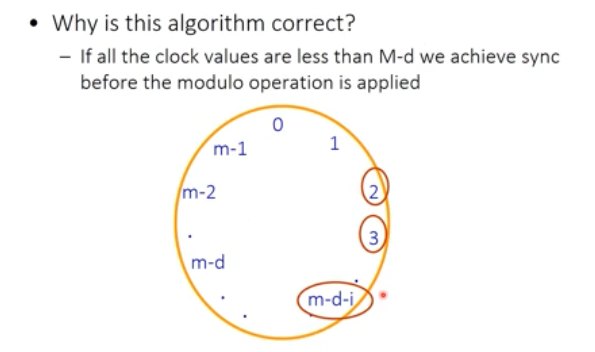 • Why is this algorithm correct?
– If all the clock values are less than M-d we achieve sync
before the modulo operation is applied
0
m-1
1
m-2
2
3
m-d
m-d-i